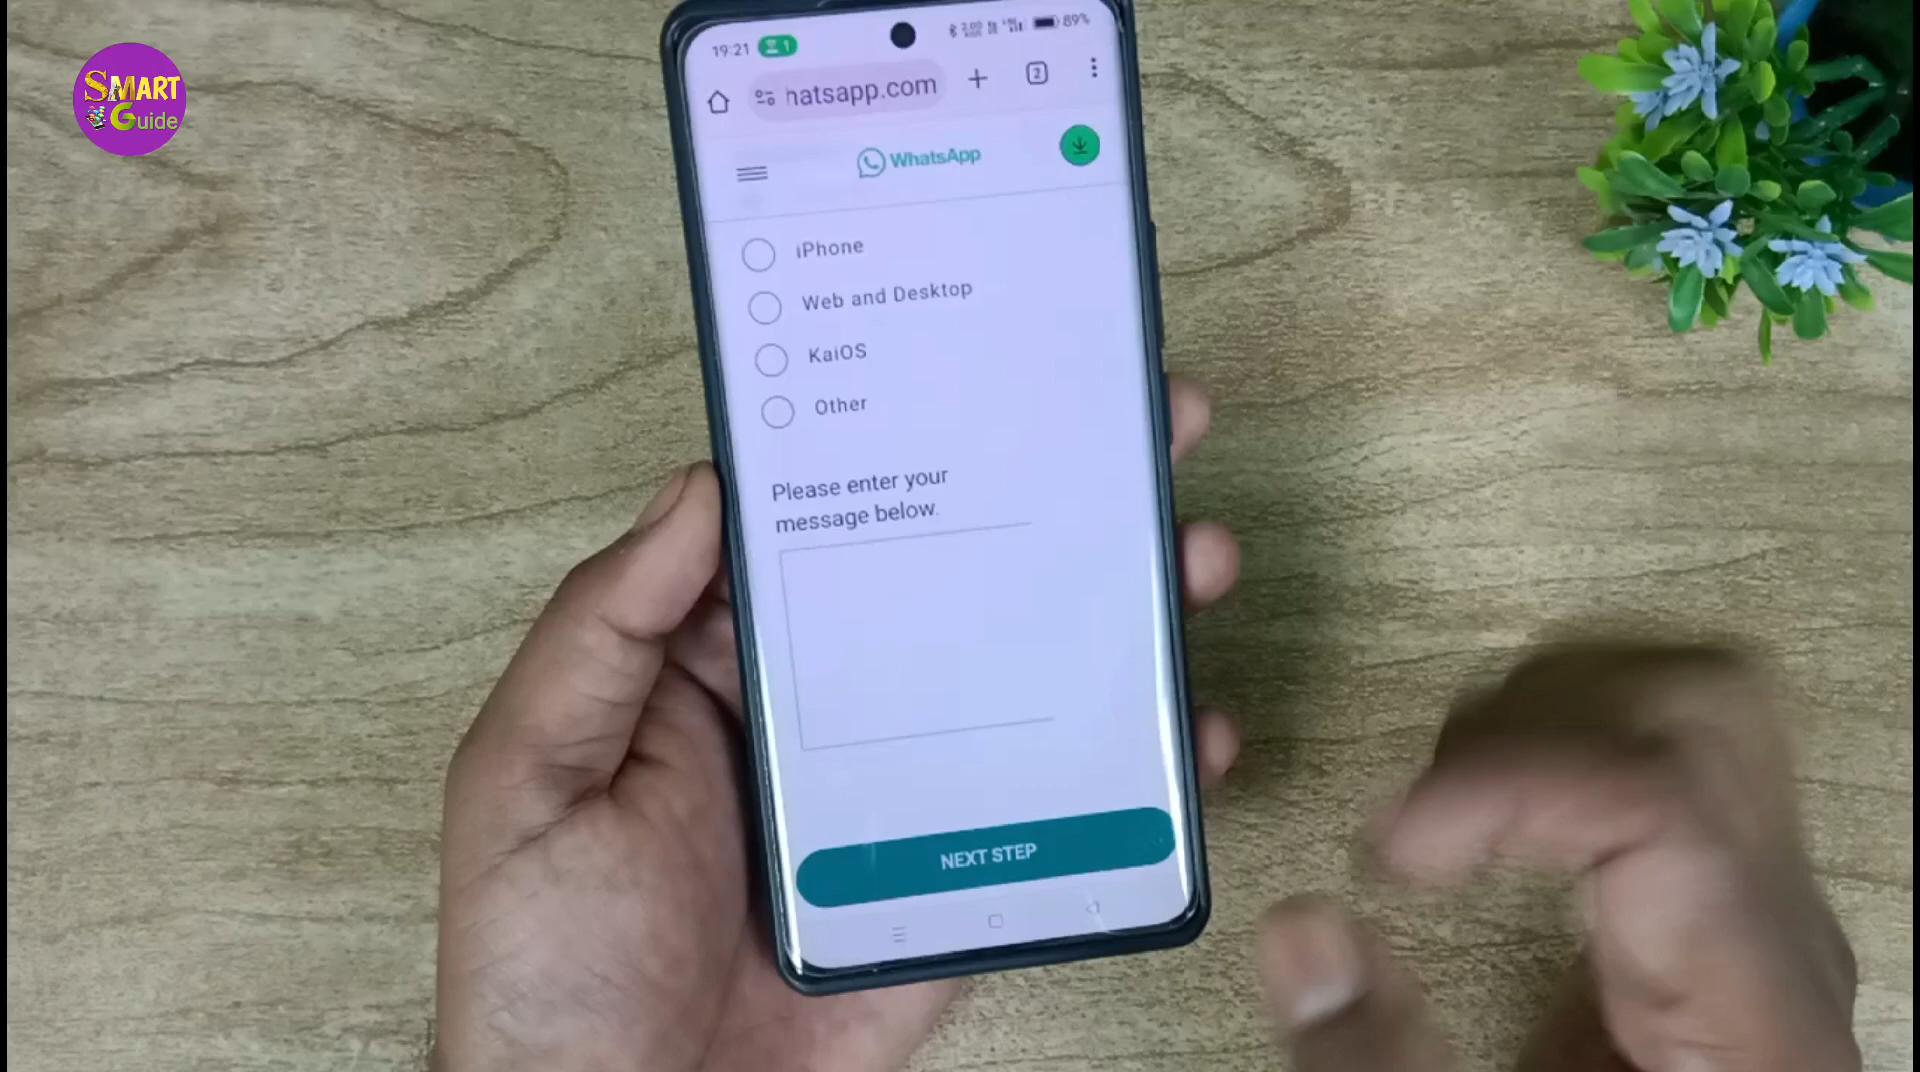 SMART
Guide
19:21
1
89%
hatsapp.com
2
WhatsApp
iPhone
Web and Desktop
KaiOS
Other
Please enter your
message below.
NEXT STEP